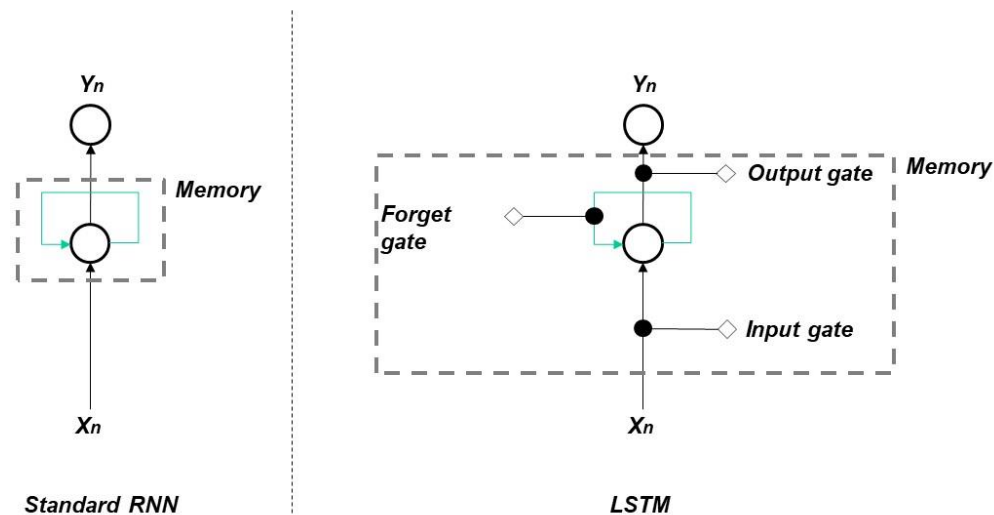 Yn
Memory
Xn
Standard RNN
Yn
Output gate
Memory
Forget
gate
Input gate
Xn
LSTM